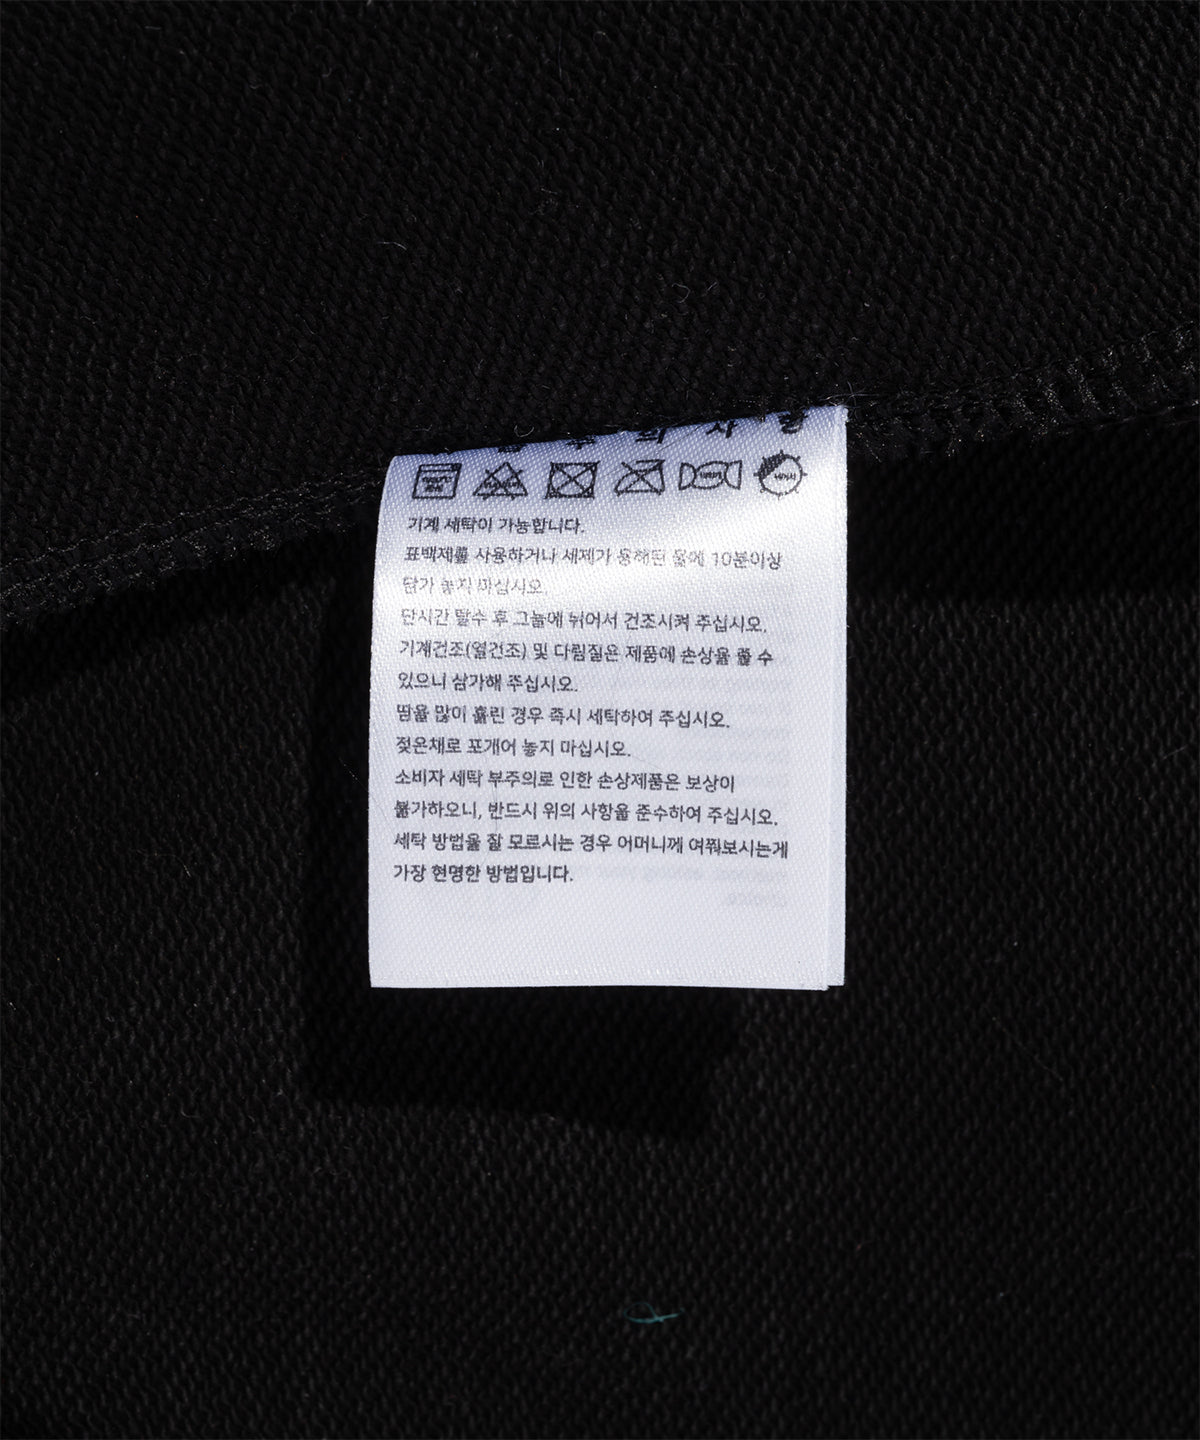 주의사항
기계 세탁이 가능합니다.
표백제를 사용하거나 세제가 용해된 물에 10분이상
담가 놓지 마십시오.
단시간 탈수 후 그늘에 뉘어서 건조시켜 주십시오.
기계건조(열건조) 및 다림질은 제품에 손상을 줄 수
있으니 삼가해 주십시오.
땀을 많이 흘린 경우 즉시 세탁하여 주십시오.
젖은채로 포개어 놓지 마십시오.
소비자 세탁 부주의로 인한 손상제품은 보상이
불가하오니, 반드시 위의 사항을 준수하여 주십시오.
세탁 방법을 잘 모르시는 경우 어머니께 여쭤보시는게
가장 현명한 방법입니다.